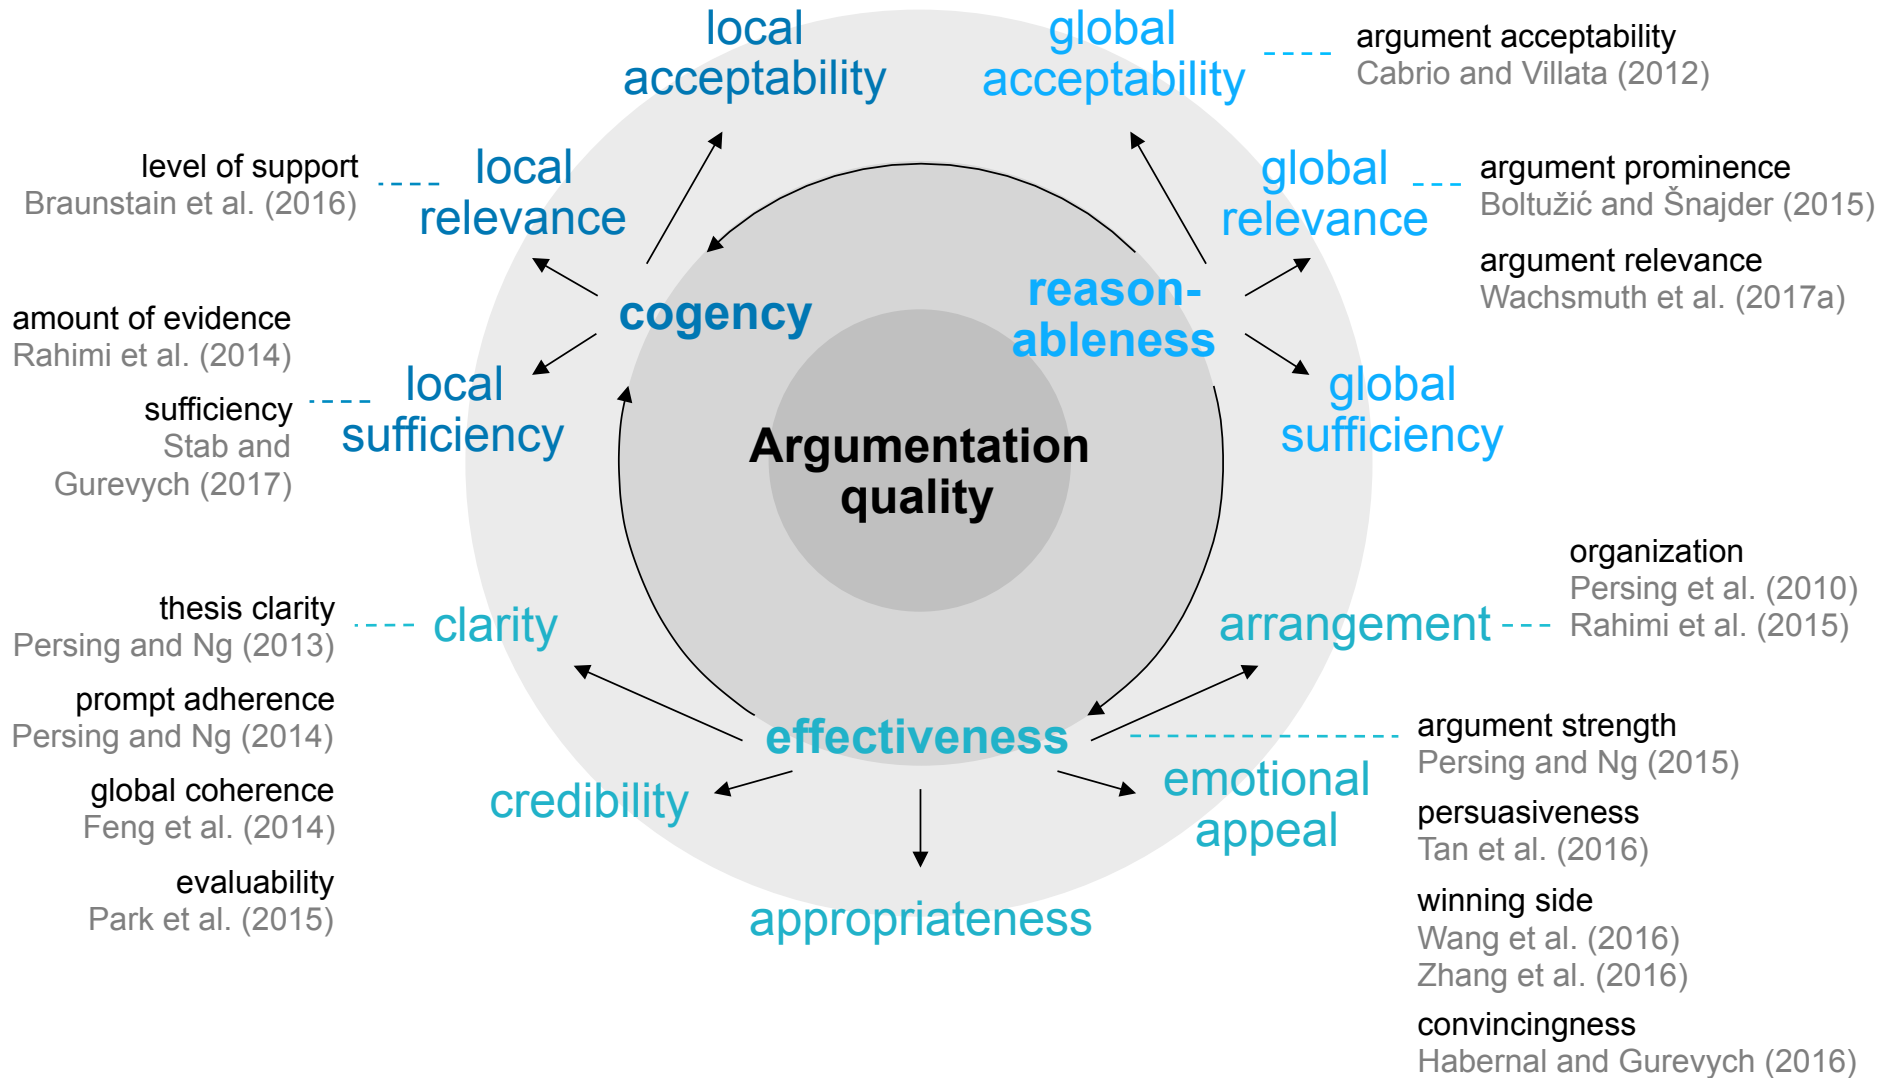 local
acceptability
global
acceptability
argument acceptability
Cabrio and Villata (2012)
level of support
Braunstain et al. (2016)
local
relevance
global
relevance
argument prominence
Boltužić and Šnajder (2015)
argument relevance
Wachsmuth et al. (2017a)
cogency
reason-
ableness
amount of evidence
Rahimi et al. (2014)
sufficiency
Stab and
Gurevych (2017)
local
sufficiency
global
sufficiency
Argumentation
quality
thesis clarity
Persing and Ng (2013)
prompt adherence
Persing and Ng (2014)
global coherence
Feng et al. (2014)
evaluability
Park et al. (2015)
clarity
arrangement
organization
Persing et al. (2010)
Rahimi et al. (2015)
effectiveness
credibility
emotional
appeal
appropriateness
argument strength
Persing and Ng (2015)
persuasiveness
Tan et al. (2016)
winning side
Wang et al. (2016)
Zhang et al. (2016)
convincingness
Habernal and Gurevych (2016)